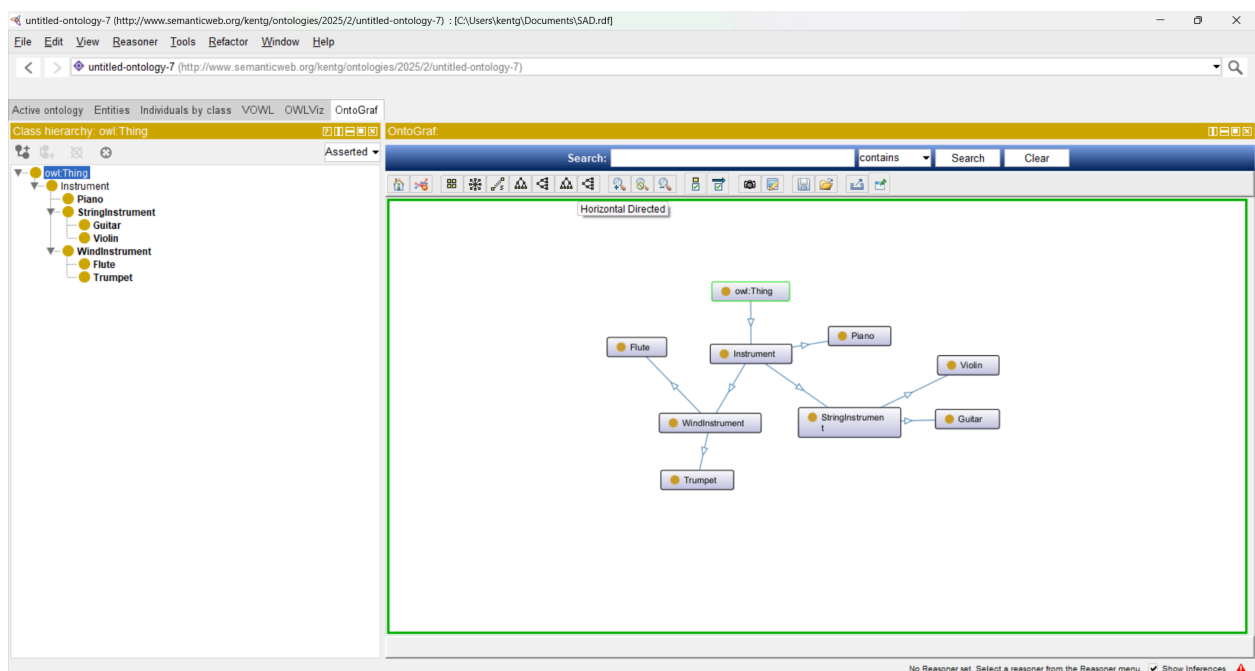 untitled-ontology-7 (http://www.semanticweb.org/kentg/ontologies/2025/2/untitled-ontology-7) : [C:\Users\kentg\Documents\SAD.rdf]
File Edit View Reasoner Tools Refactor Window Help
untitled-ontology-7 (http://www.semanticweb.org/kentg/ontologies/2025/2/untitled-ontology-7)
Active ontology Entities Individuals by class VOWL OWLViz OntoGraf
Class hierarchy: owl:Thing
Asserted
owl:Thing
Instrument
Piano
StringInstrument
Guitar
Violin
WindInstrument
Flute
Trumpet
OntoGraf:
Search: contains Search Clear
Horizontal Directed
owl:Thing
Piano
Flute
Instrument
Violin
StringInstrumen
t
Guitar
WindInstrument
Trumpet
No Reasoner set. Select a reasoner from the Reasoner menu Show Inferences